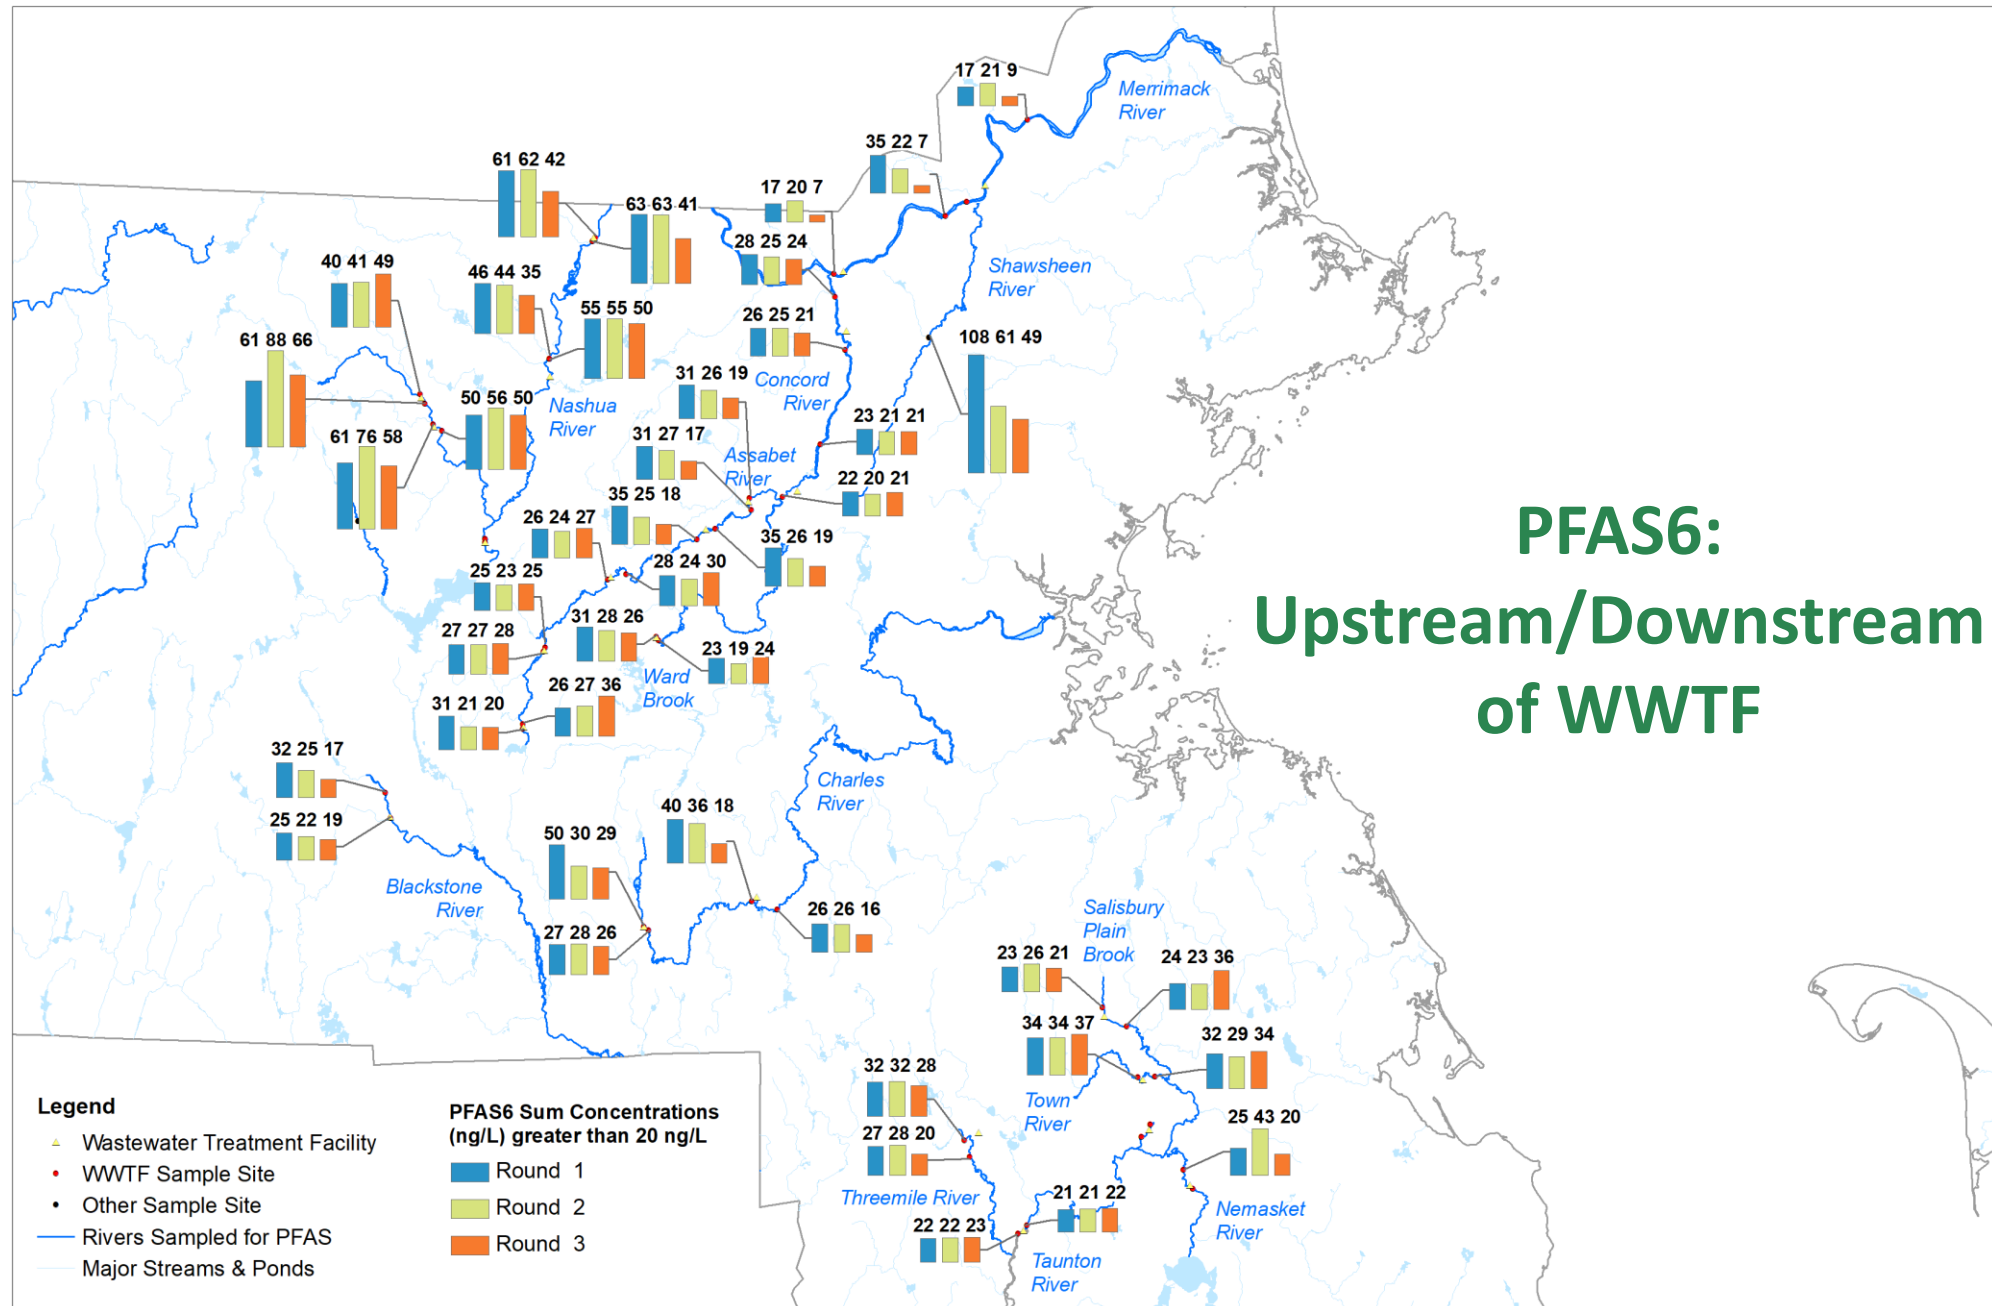 17 21 9
Merrimack
River
35 22 7
61 62 42
17 20 7
63 63 41
28 25 24
40 41 49
46 44 35
Shawsheen
River
55 55 50
26 25 21
61 88 66
108 61 49
31 26 19
Concord
River
50 56 50
Nashua
River
23 21 21
61 76 58
31 27 17
Assabet
River
22 20 21
35 25 18
26 24 27
35 26 19
PFAS6:
Upstream/Downstream
of WWTF
25 23 25
28 24 30
31 28 26
27 27 28
23 19 24
Ward
Brook
26 27 36
31 21 20
32 25 17
Charles
River
25 22 19
40 36 18
50 30 29
Blackstone
River
26 26 16
27 28 26
Salisbury
Plain
Brook
23 26 21
24 23 36
34 34 37
32 29 34
32 32 28
Town
River
25 43 20
27 28 20
Threemile River
21 21 22
Nemasket
River
22 22 23
Taunton
River
Legend
Wastewater Treatment Facility
WWTF Sample Site
Other Sample Site
Rivers Sampled for PFAS
Major Streams & Ponds
PFAS6 Sum Concentrations
(ng/L) greater than 20 ng/L
Round 1
Round 2
Round 3